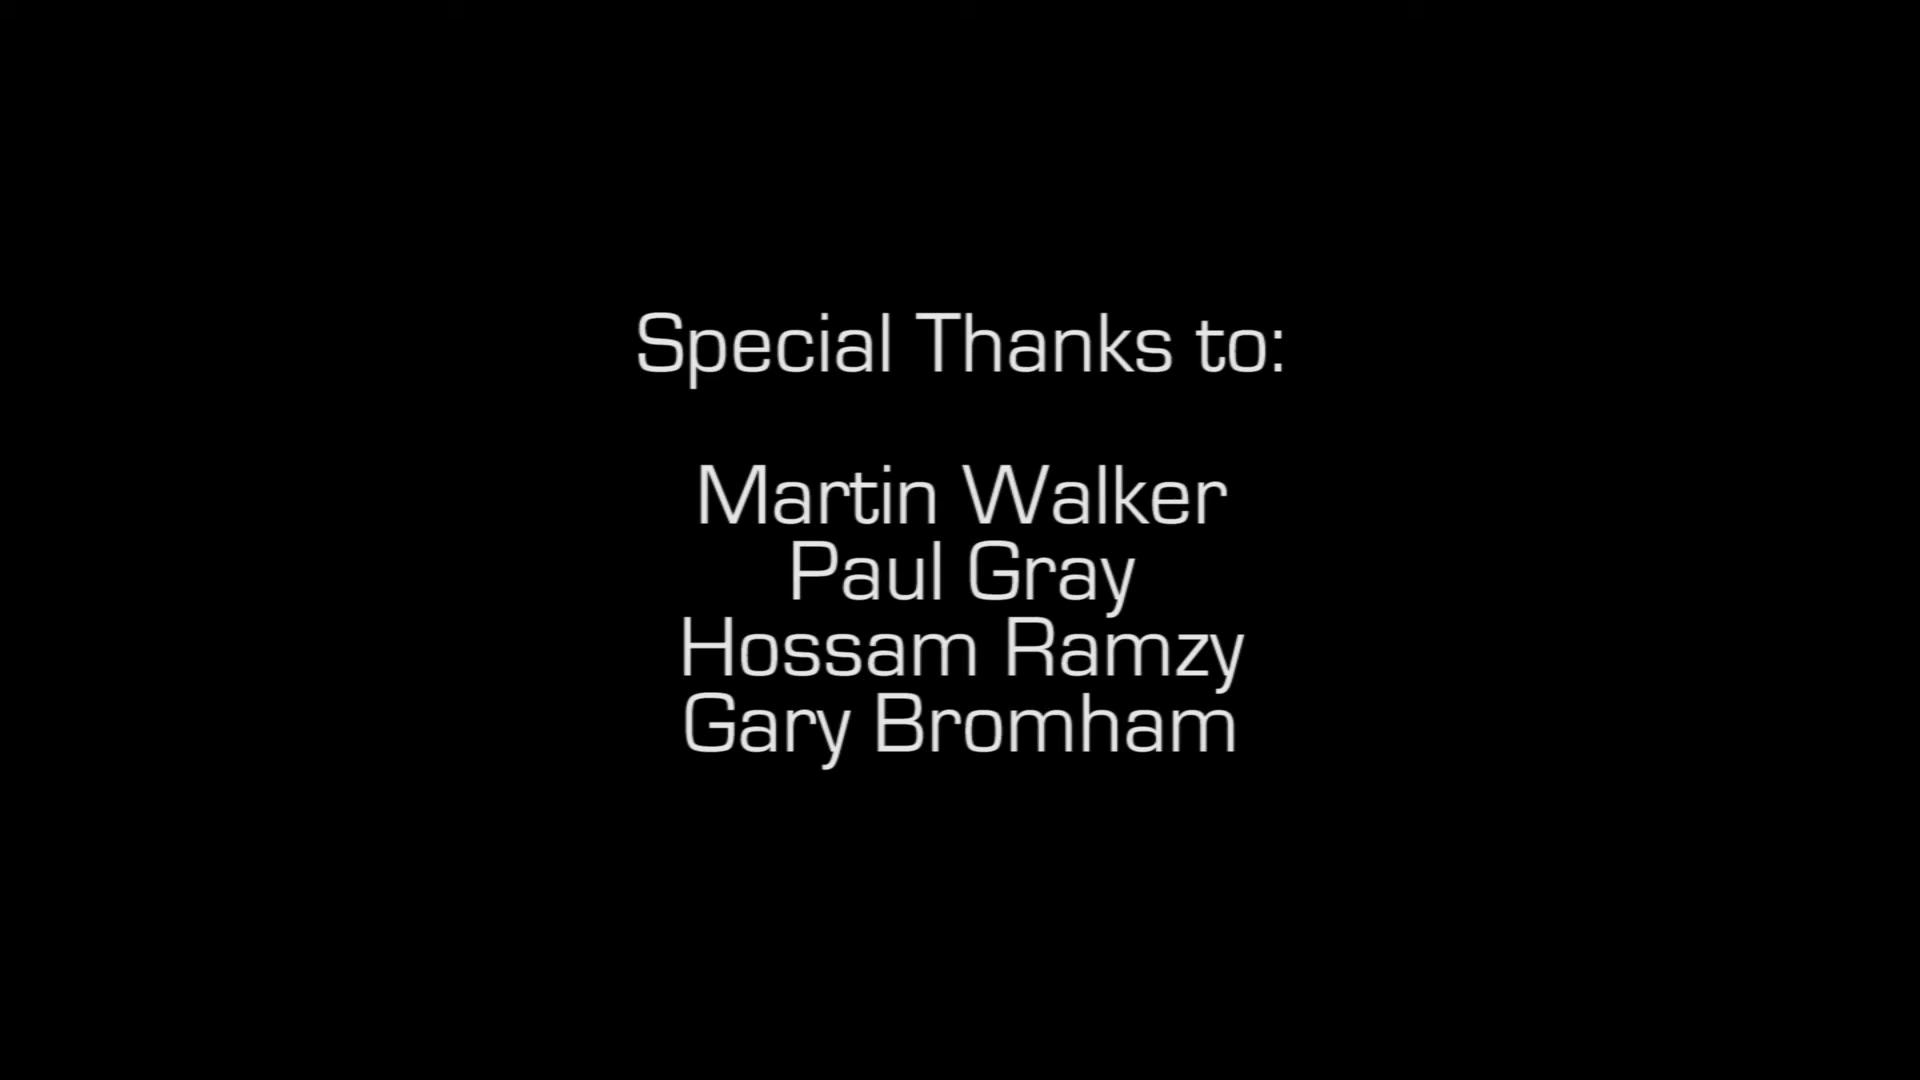 Special Thanks to:
Martin Walker
Paul Gray
Hossam Ramzy
Gary Bromham